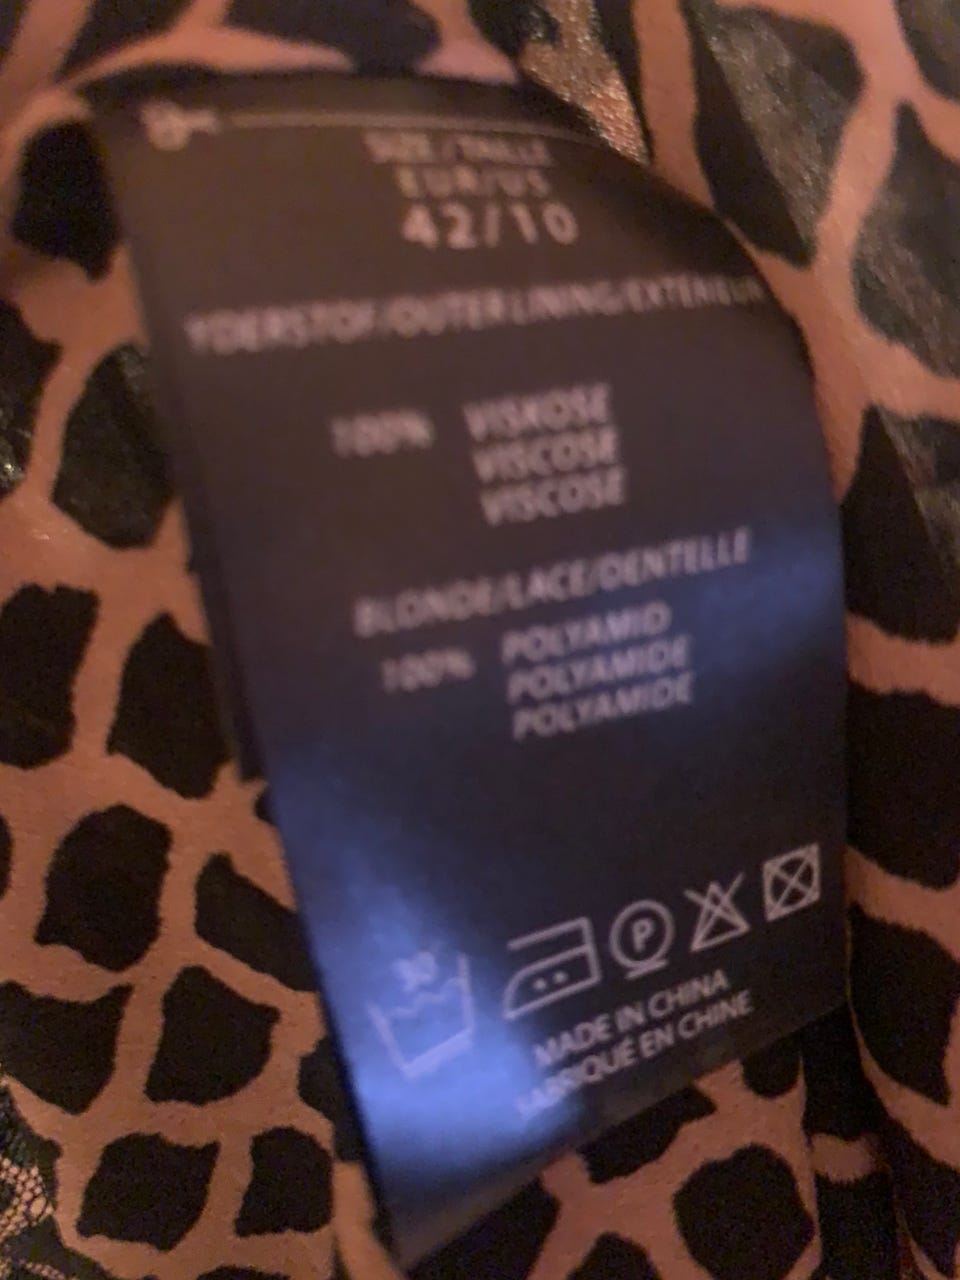 SIZE/TAILLE
EUR/US
42/10
YDERSTOF/OUTER LINING/EXTERIEUR
100% VISKOSE
VISCOSE
VISCOSE
BLONDE/LACE/DENTELLE
100% POLYAMID
POLYAMIDE
POLYAMIDE
30°
P
MADE IN CHINA
FABRIQUÉ EN CHINE